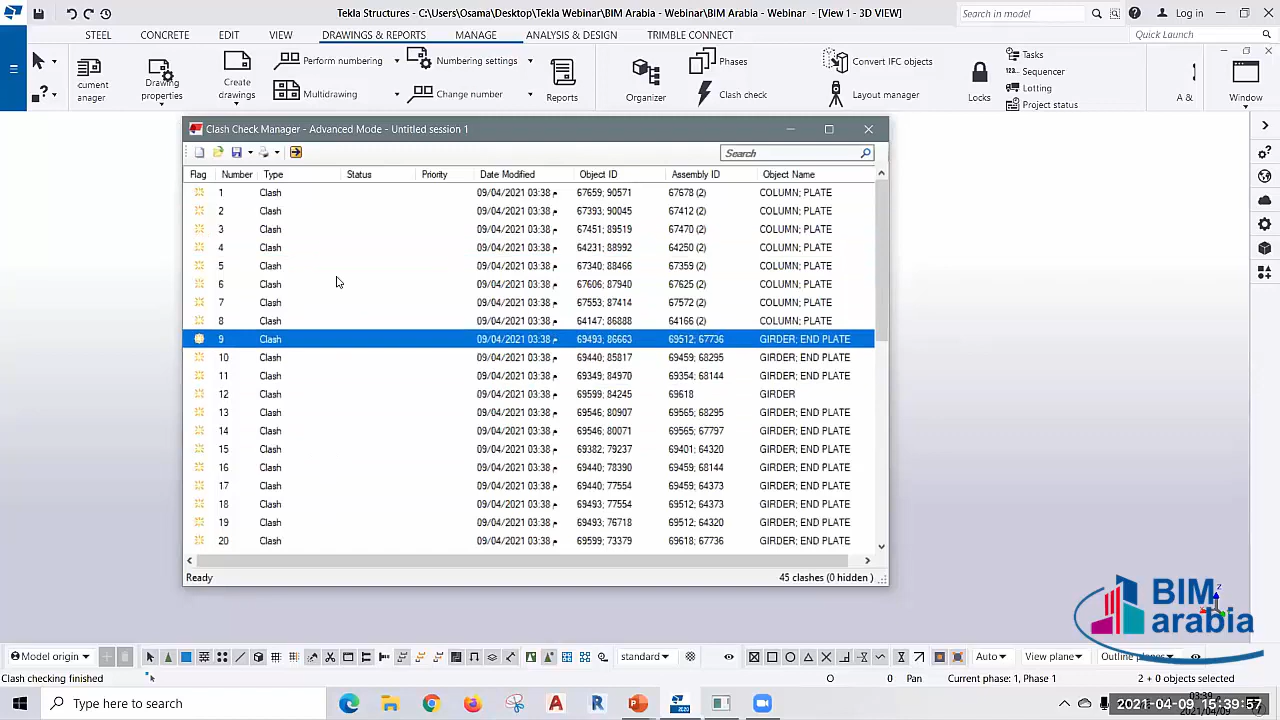 Tekla Structures - C:\Users\Osama\Desktop\Tekla Webinar\BIM Arabia - Webinar
Search in model
Log in
STEEL CONCRETE EDIT VIEW DRAWINGS & REPORTS MANAGE ANALYSIS & DESIGN TRIMBLE CONNECT
Quick Launch
Perform numbering
Numbering settings
Phases
Convert IFC objects
Tasks
Sequencer
Lotting
Project status
Drawing
properties
Create
drawings
Multidrawing
Change number
Reports
Organizer
Clash check
Layout manager
Locks
A &
Window
Clash Check Manager - Advanced Mode - Untitled session 1
Search
Flag Number Type Status Priority Date Modified Object ID Assembly ID Object Name
1 Clash 09/04/2021 03:38 م 67659; 90571 67678 (2) COLUMN; PLATE
2 Clash 09/04/2021 03:38 م 67393; 90045 67412 (2) COLUMN; PLATE
3 Clash 09/04/2021 03:38 م 67451; 89519 67470 (2) COLUMN; PLATE
4 Clash 09/04/2021 03:38 م 64231; 88992 64250 (2) COLUMN; PLATE
5 Clash 09/04/2021 03:38 م 67340; 88466 67359 (2) COLUMN; PLATE
6 Clash 09/04/2021 03:38 م 67606; 87940 67625 (2) COLUMN; PLATE
7 Clash 09/04/2021 03:38 م 67553; 87414 67572 (2) COLUMN; PLATE
8 Clash 09/04/2021 03:38 م 64147; 86888 64166 (2) COLUMN; PLATE
9 Clash 09/04/2021 03:38 م 69493; 86663 69512; 67736 GIRDER; END PLATE
10 Clash 09/04/2021 03:38 م 69440; 85817 69459; 68295 GIRDER; END PLATE
11 Clash 09/04/2021 03:38 م 69349; 84970 69354; 68144 GIRDER; END PLATE
12 Clash 09/04/2021 03:38 م 69599; 84245 69618 GIRDER
13 Clash 09/04/2021 03:38 م 69546; 80907 69565; 68295 GIRDER; END PLATE
14 Clash 09/04/2021 03:38 م 69546; 80071 69565; 67797 GIRDER; END PLATE
15 Clash 09/04/2021 03:38 م 69382; 79237 69401; 64320 GIRDER; END PLATE
16 Clash 09/04/2021 03:38 م 69440; 78390 69459; 68144 GIRDER; END PLATE
17 Clash 09/04/2021 03:38 م 69440; 77554 69459; 64373 GIRDER; END PLATE
18 Clash 09/04/2021 03:38 م 69493; 77554 69512; 64373 GIRDER; END PLATE
19 Clash 09/04/2021 03:38 م 69493; 76718 69512; 64320 GIRDER; END PLATE
20 Clash 09/04/2021 03:38 م 69599; 73379 69618; 67736 GIRDER; END PLATE
Ready
45 clashes (0 hidden )
BIM
arabia
Model origin
standard
Auto
View plane
Outline planes
Clash checking finished
0
Pan
Current phase: 1, Phase 1
2 + 0 objects selected
Type here to search
2021-04-09 15:39:57